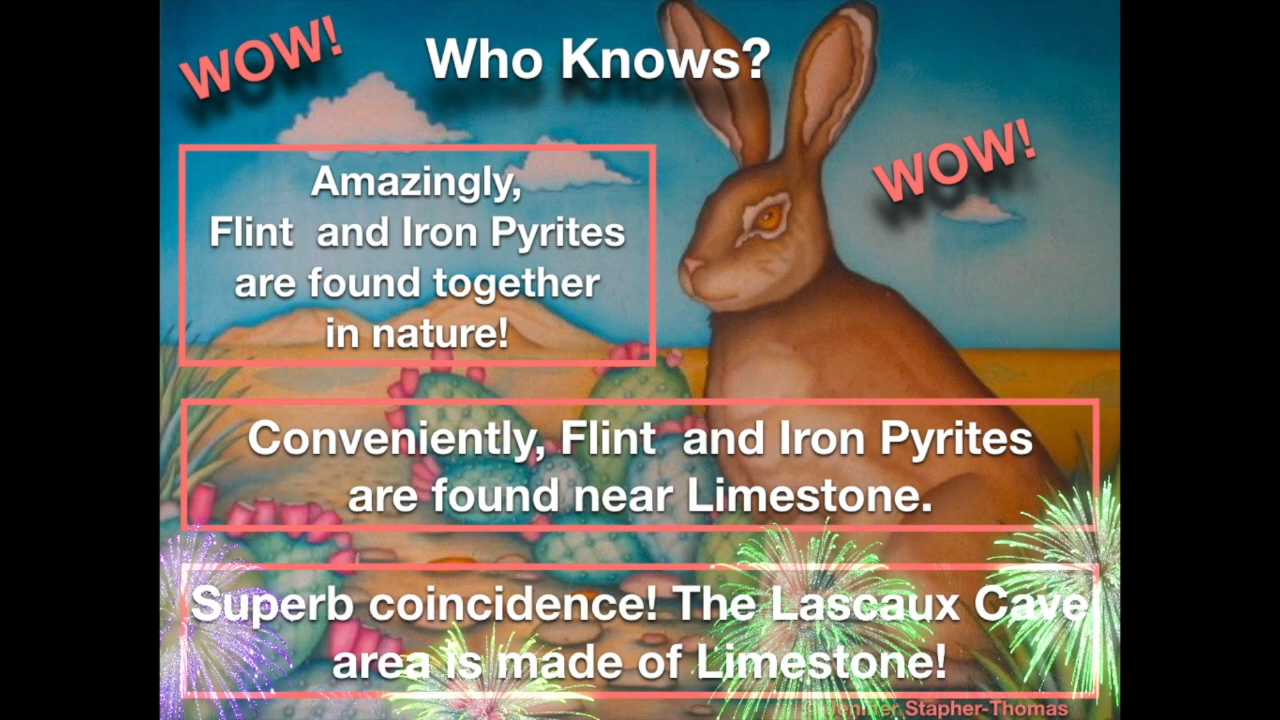 WOW!
Who Knows?
WOW!
Amazingly,
Flint and Iron Pyrites
are found together
in nature!
Conveniently, Flint and Iron Pyrites
are found near Limestone.
Superb coincidence! The Lascaux Cave
area is made of Limestone!
Stapher-Thomas